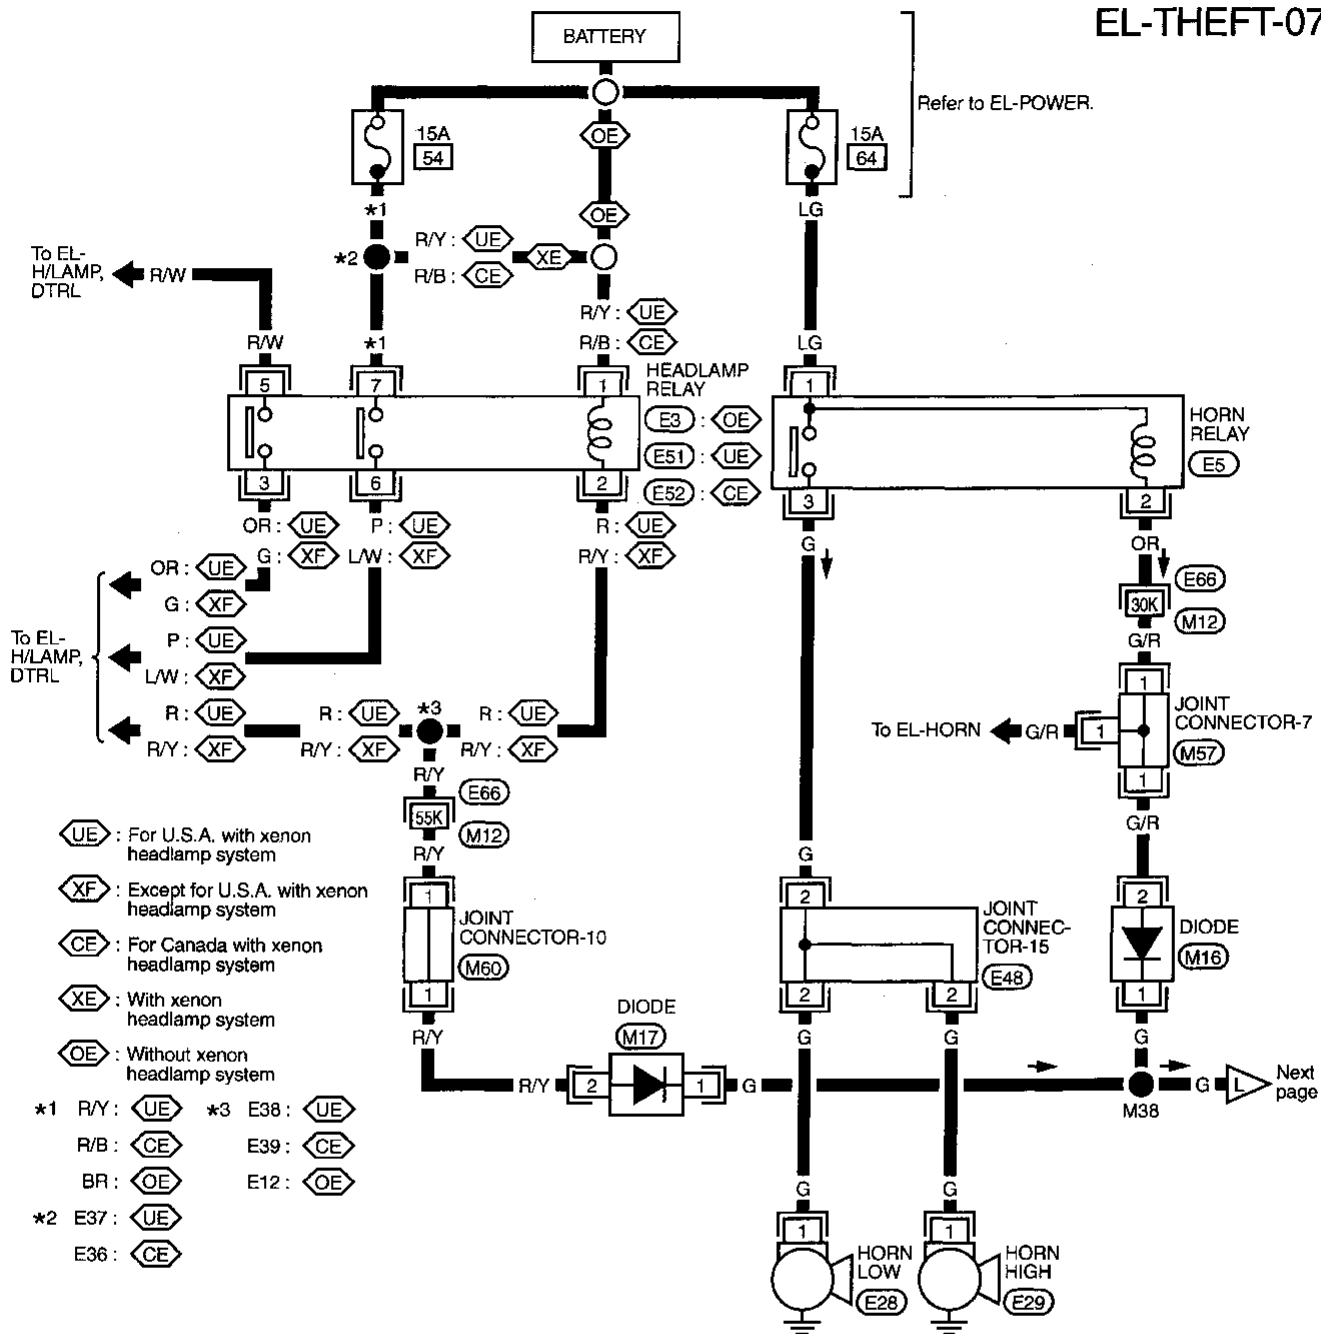 EL-THEFT-07
BATTERY
Refer to EL-POWER.
OE
15A
54
15A
64
*1
OE
LG
To EL-
H/LAMP,
DTRL
R/W
*2
R/Y : UE
R/B : CE
XE
R/Y : UE
R/B : CE
R/W
*1
LG
5
7
1
HEADLAMP
RELAY
E3 : OE
E51 : UE
E52 : CE
1
HORN
RELAY
E5
3
6
2
3
2
OR : UE
G : XF
P : UE
L/W : XF
R : UE
R/Y : XF
G
OR
E66
30K
M12
G/R
To EL-
H/LAMP,
DTRL
OR : UE
G : XF
P : UE
L/W : XF
R : UE
R/Y : XF
R : UE
R/Y : XF
*3
R : UE
R/Y : XF
1
JOINT
CONNECTOR-7
M57
To EL-HORN
G/R
1
1
G/R
R/Y
E66
55K
M12
R/Y
G
1
JOINT
CONNECTOR-10
M60
1
R/Y
2
JOINT
CONNEC-
TOR-15
E48
2
2
G
G
2
DIODE
M16
1
G
UE : For U.S.A. with xenon
headlamp system
XF : Except for U.S.A. with xenon
headlamp system
CE : For Canada with xenon
headlamp system
XE : With xenon
headlamp system
OE : Without xenon
headlamp system
DIODE
M17
R/Y
2
1
G
M38
G
L
Next
page
*1 R/Y : UE
R/B : CE
BR : OE
*2 E37 : UE
E36 : CE
*3 E38 : UE
E39 : CE
E12 : OE
G
G
1
HORN
LOW
E28
1
HORN
HIGH
E29